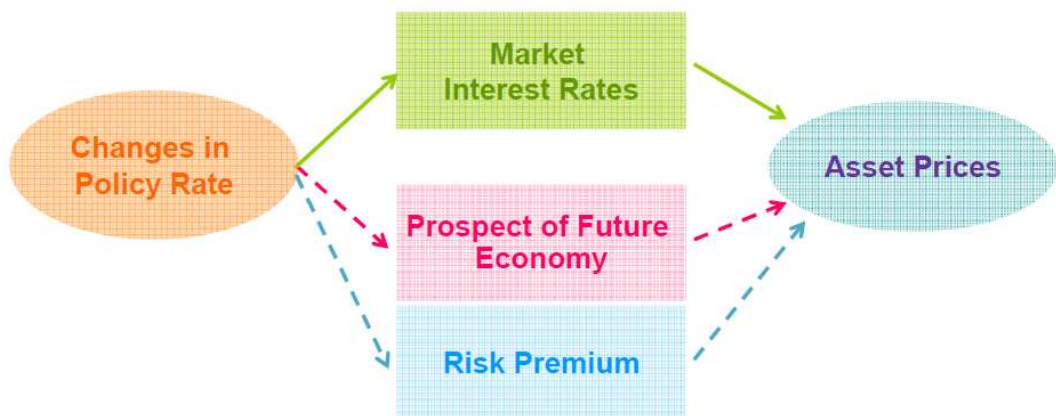 Market
Interest Rates
Changes in
Policy Rate
Asset Prices
Prospect of Future
Economy
Risk Premium